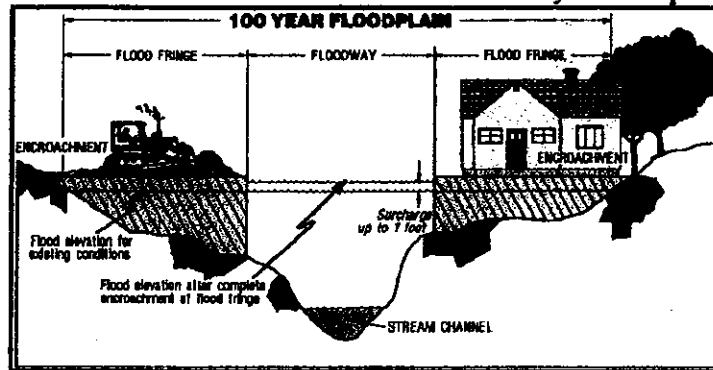 100 YEAR FLOODPLAIN
FLOOD FRINGE
FLOODWAY
FLOOD FRINGE
ENCROACHMENT
ENCROACHMENT
Surcharge
up to 1 foot
Flood elevation for
existing conditions
Flood elevation after complete
encroachment at flood fringe
STREAM CHANNEL